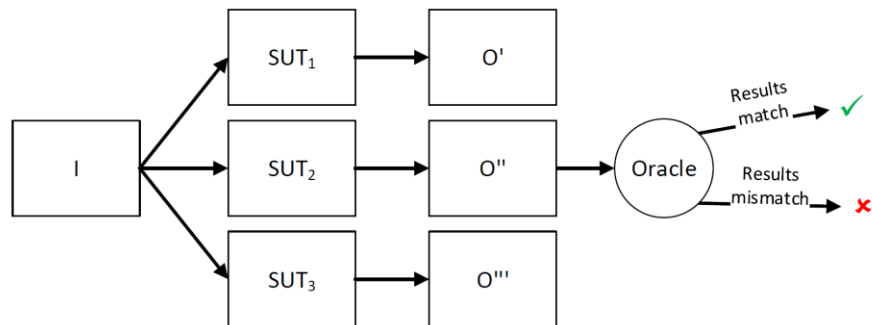 SUT₁
O'
Results
match
✓
I
SUT₂
O''
Oracle
Results
mismatch
✘
SUT₃
O'''